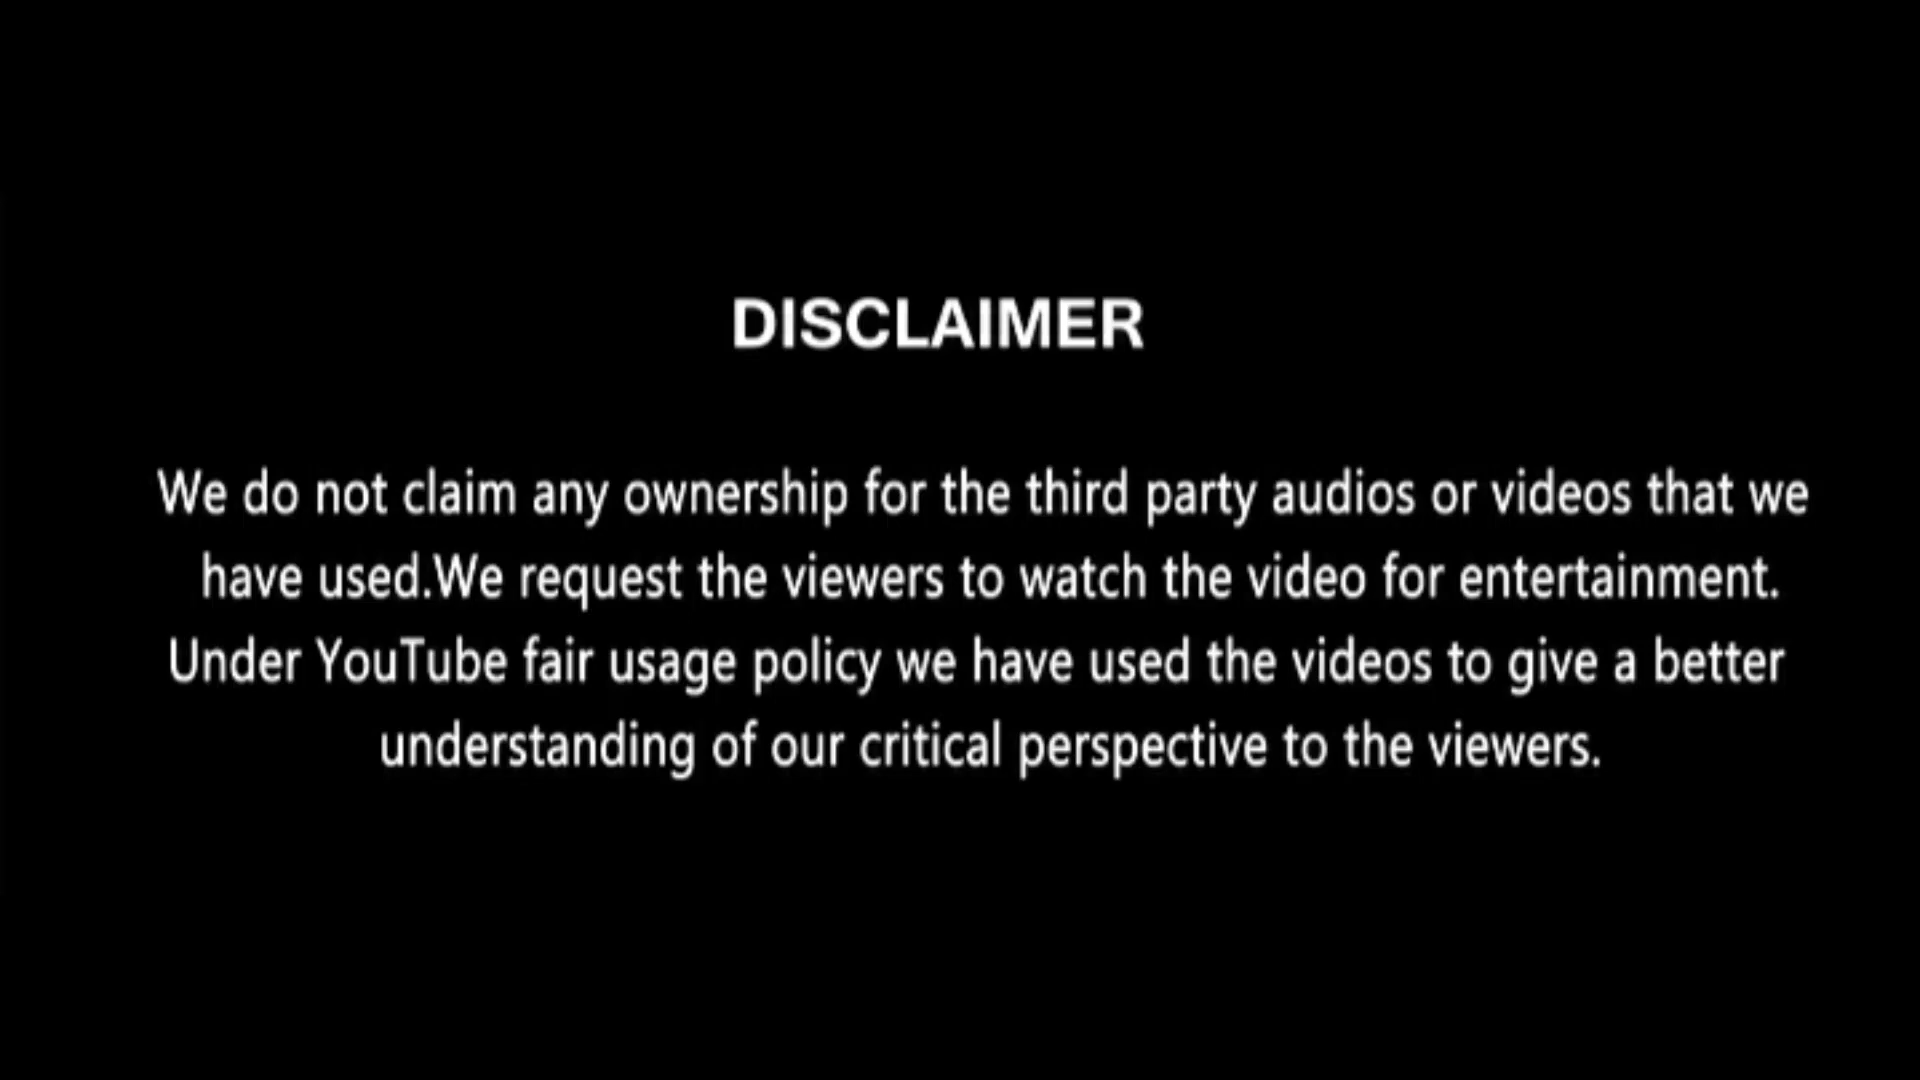 DISCLAIMER
We do not claim any ownership for the third party audios or videos that we
have used.We request the viewers to watch the video for entertainment.
Under YouTube fair usage policy we have used the videos to give a better
understanding of our critical perspective to the viewers.